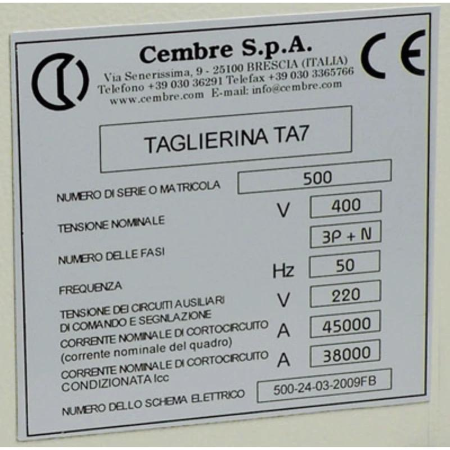 Cembre S.p.A.
Via Senerissima, 9 - 25100 BRESCIA (ITALIA)
Telefono +39 030 36291 Telefax +39 030 3365766
www.cembre.com E-mail: info@cembre.com
CE
TAGLIERINA TA7
NUMERO DI SERIE O MATRICOLA 500
TENSIONE NOMINALE V 400
NUMERO DELLE FASI 3P + N
FREQUENZA Hz 50
TENSIONE DEI CIRCUITI AUSILIARI
DI COMANDO E SEGNLAZIONE V 220
CORRENTE NOMINALE DI CORTOCIRCUITO A 45000
(corrente nominale del quadro)
CORRENTE NOMINALE DI CORTOCIRCUITO A 38000
CONDIZIONATA Icc
NUMERO DELLO SCHEMA ELETTRICO 500-24-03-2009FB